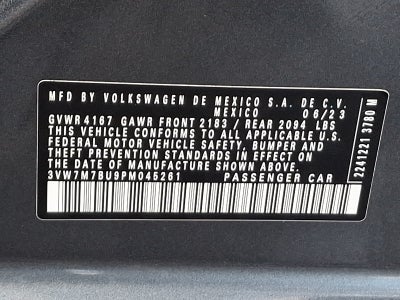 MFD BY VOLKSWAGEN DE MEXICO S.A. DE C.V.
MEXICO 06/23
GVWR 4167 GAWR FRONT 2183 / REAR 2094 LBS
THIS VEHICLE CONFORMS TO ALL APPLICABLE U.S.
FEDERAL MOTOR VEHICLE SAFETY, BUMPER AND
THEFT PREVENTION STANDARDS IN EFFECT ON
THE DATE OF MANUFACTURE SHOWN ABOVE.
3VW7M7BU9PM045261 PASSENGER CAR
22412213780 M